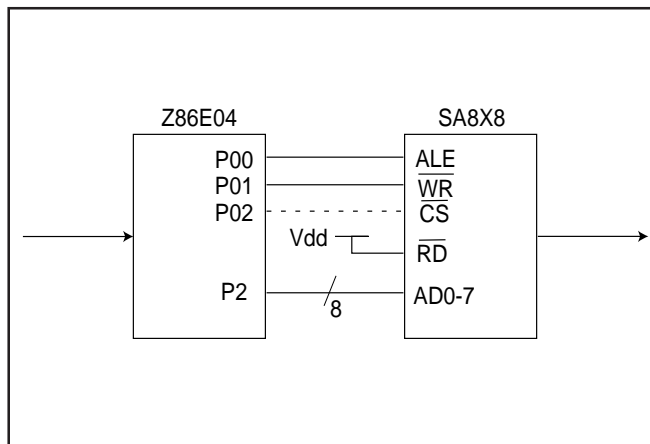 Z86E04 SA8X8
P00 ALE
P01 WR
P02 CS
Vdd RD
P2 AD0-7
8